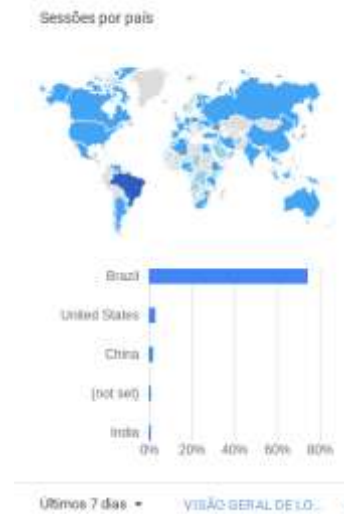 Sessões por país
Brazil
United States
China
(not set)
India
0% 20% 40% 60% 80%
Últimos 7 dias
VISÃO GERAL DE LO...